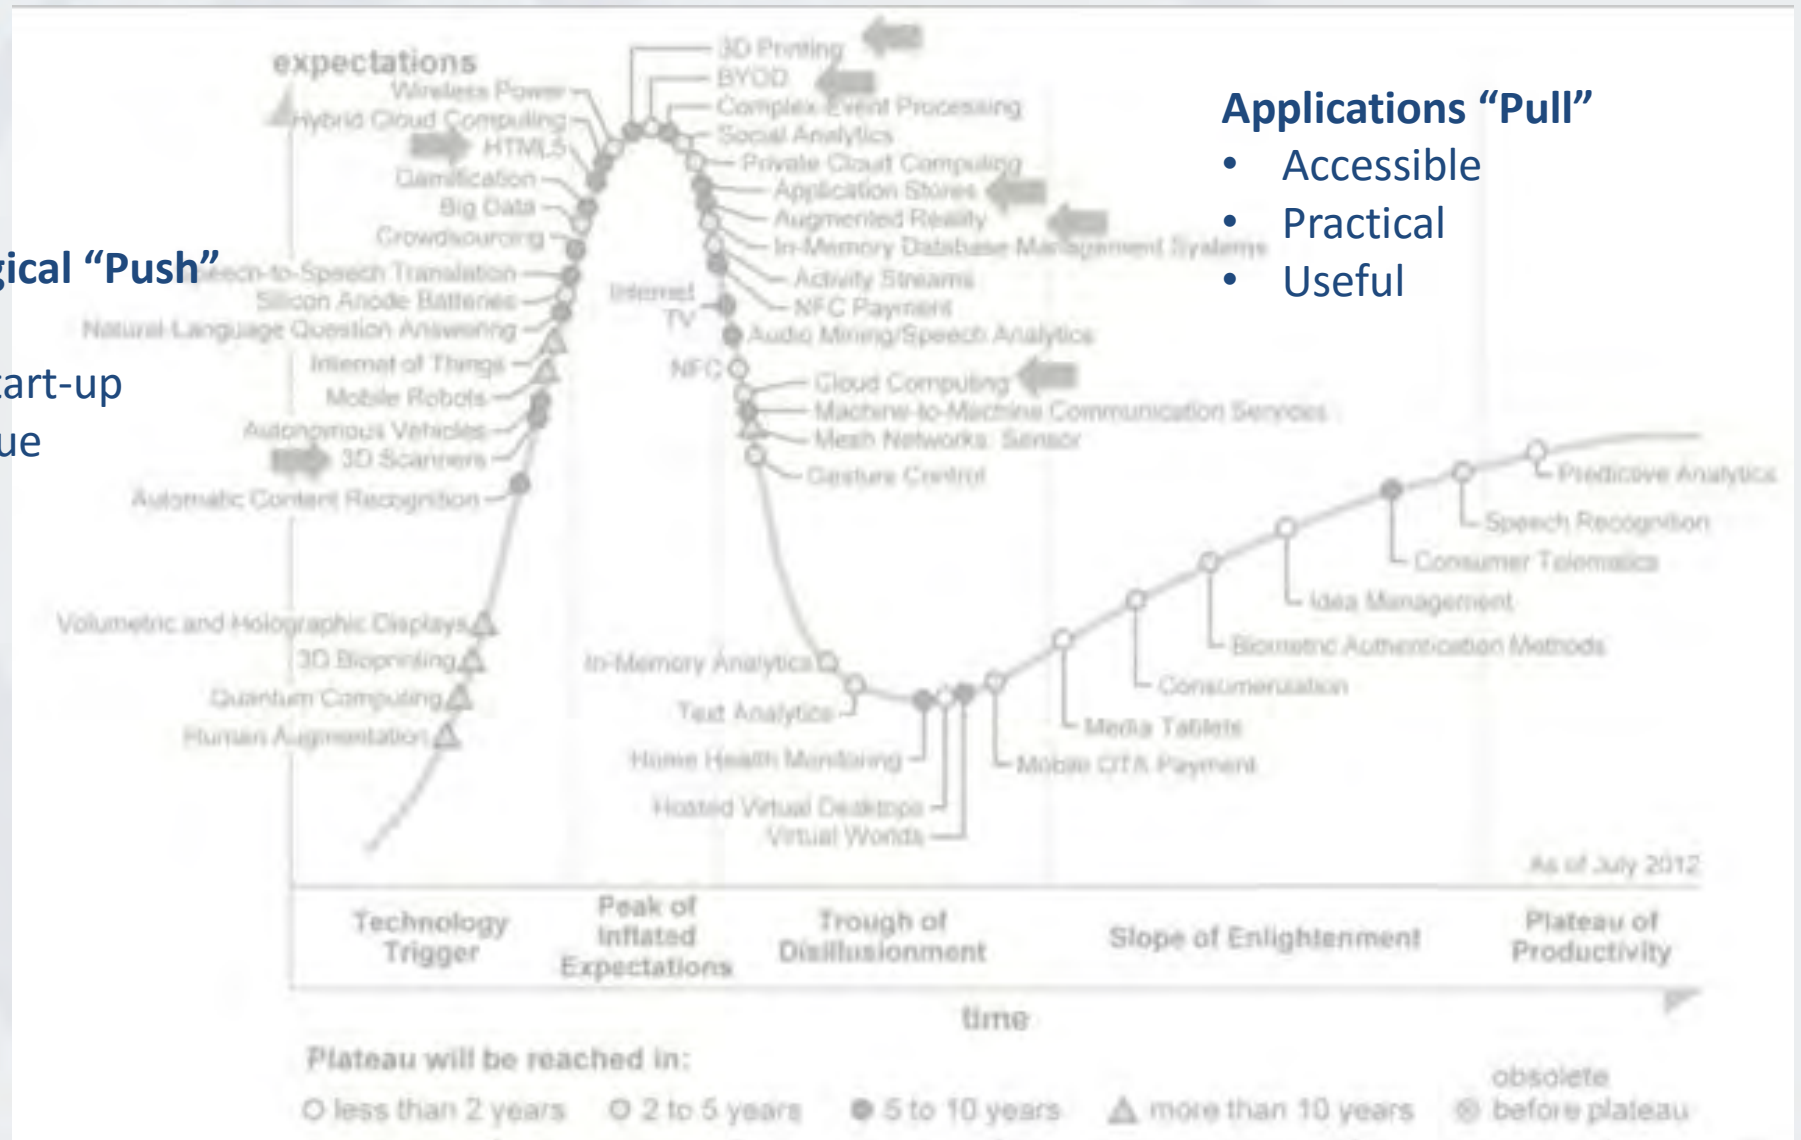 expectations
Wireless Power
Hybrid Cloud Computing
HTML5
Gamification
Big Data
Crowdsourcing
gical “Push”
Speech-to-Speech Translation
Silicon Anode Batteries
Natural-Language Question Answering
Internet of Things
tart-up
Mobile Robots
Autonomous Vehicles
ue
3D Scanners
Automatic Content Recognition
Volumetric and Holographic Displays
3D Bioprinting
Quantum Computing
Human Augmentation
3D Printing
BYOD
Complex-Event Processing
Social Analytics
Private Cloud Computing
Application Stores
Augmented Reality
In-Memory Database Management Systems
Activity Streams
Internet
TV
NFC Payment
Audio Mining/Speech Analytics
NFC
Cloud Computing
Machine-to-Machine Communication Services
Mesh Networks: Sensor
Gesture Control
Applications “Pull”
• Accessible
• Practical
• Useful
In-Memory Analytics
Text Analytics
Home Health Monitoring
Hosted Virtual Desktops
Virtual Worlds
Mobile OTA Payment
Media Tablets
Consumerization
Biometric Authentication Methods
Idea Management
Consumer Telematics
Speech Recognition
Predictive Analytics
As of July 2012
Technology
Trigger
Peak of
Inflated
Expectations
Trough of
Disillusionment
Slope of Enlightenment
Plateau of
Productivity
time
Plateau will be reached in:
less than 2 years
2 to 5 years
5 to 10 years
more than 10 years
obsolete
before plateau